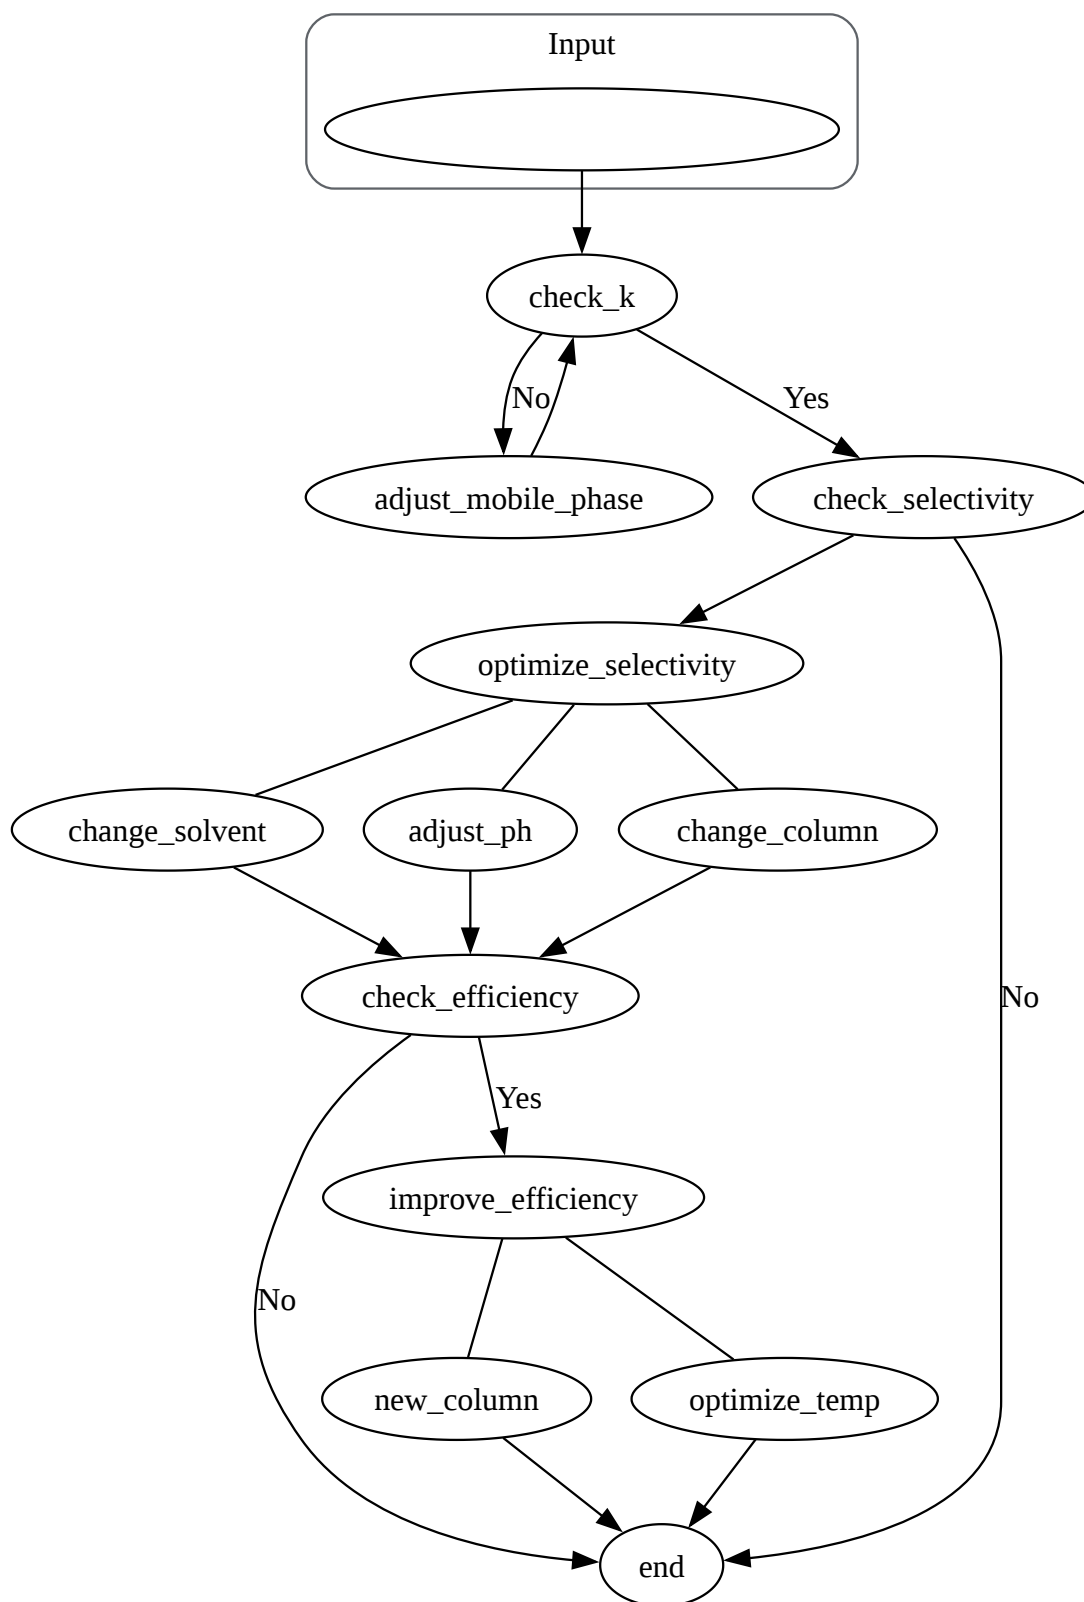 Input
check_k
No
Yes
adjust_mobile_phase
check_selectivity
optimize_selectivity
change_solvent
adjust_ph
change_column
check_efficiency
No
Yes
improve_efficiency
No
new_column
optimize_temp
end